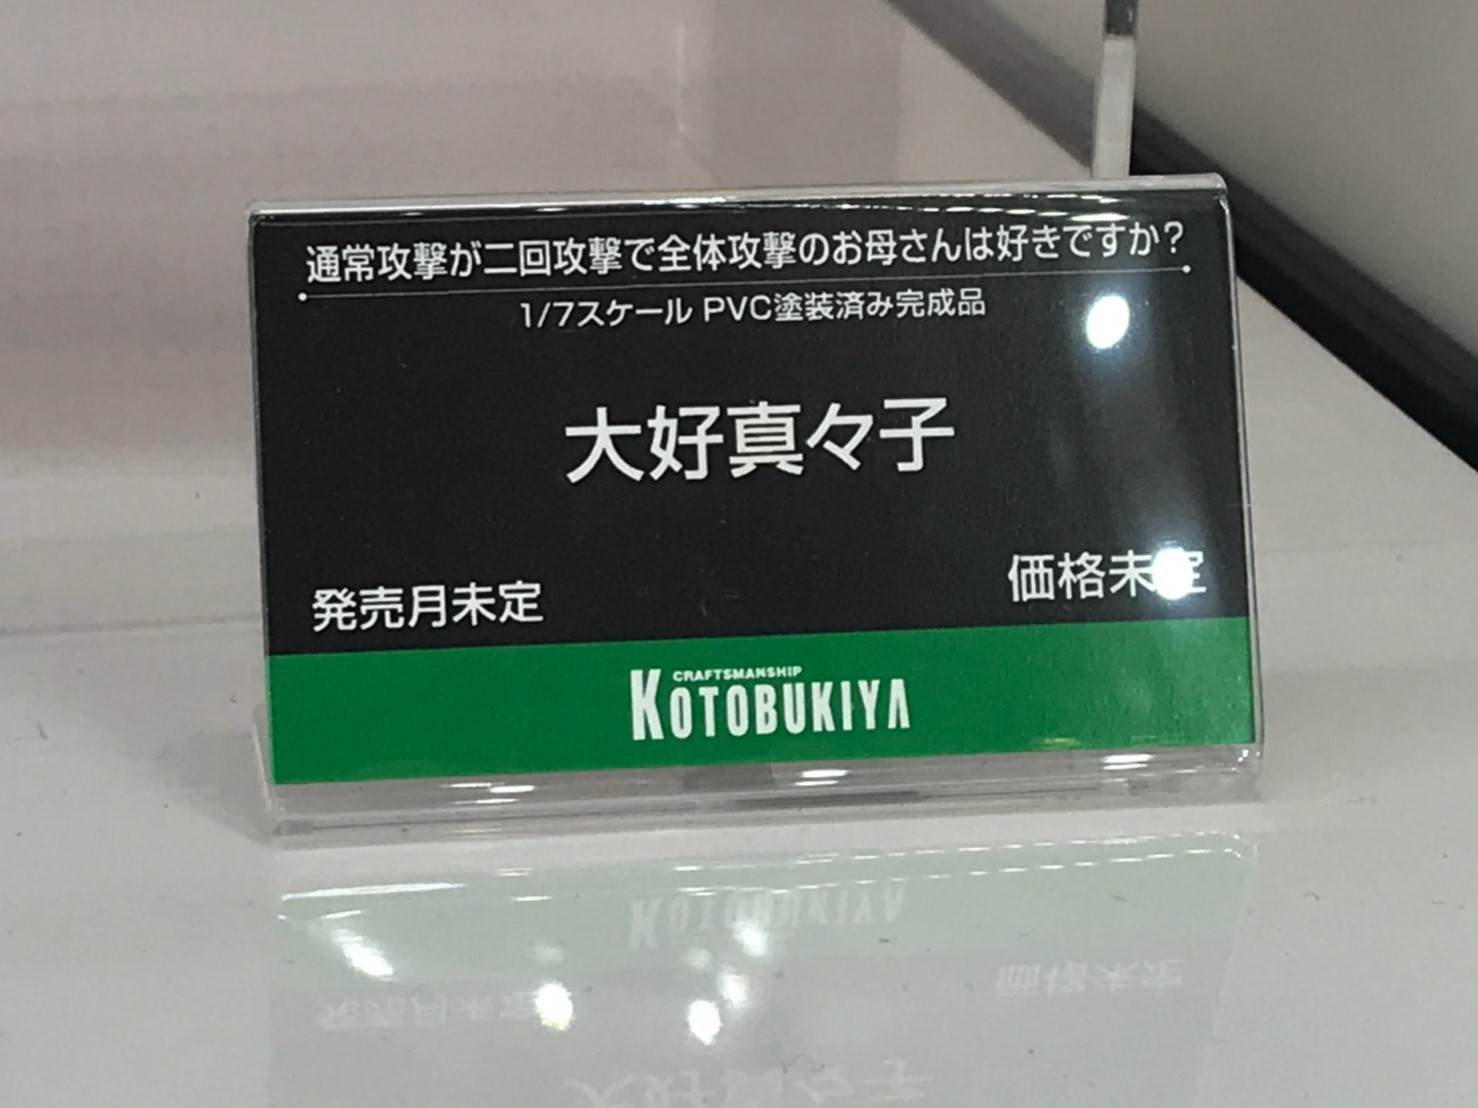 通常攻撃が二回攻撃で全体攻撃のお母さんは好きですか？
1/7スケール PVC塗装済み完成品
大好真々子
発売月未定
価格未定
CRAFTSMANSHIP
KOTOBUKIYA